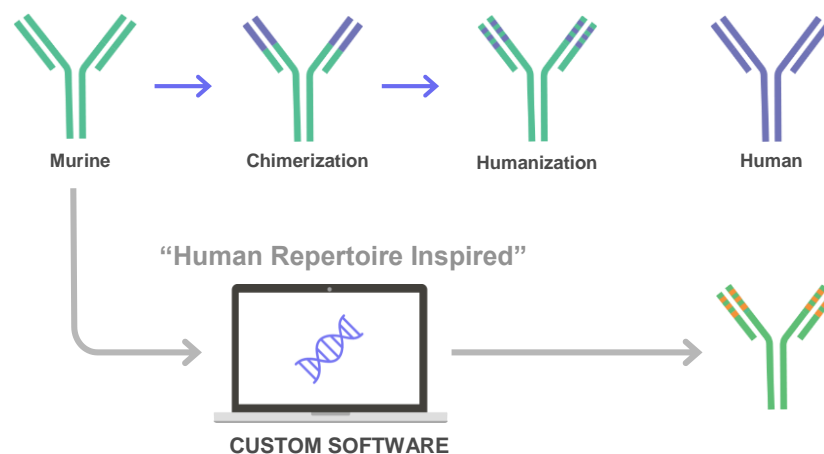 Murine
Chimerization
Humanization
Human
“Human Repertoire Inspired”
CUSTOM SOFTWARE